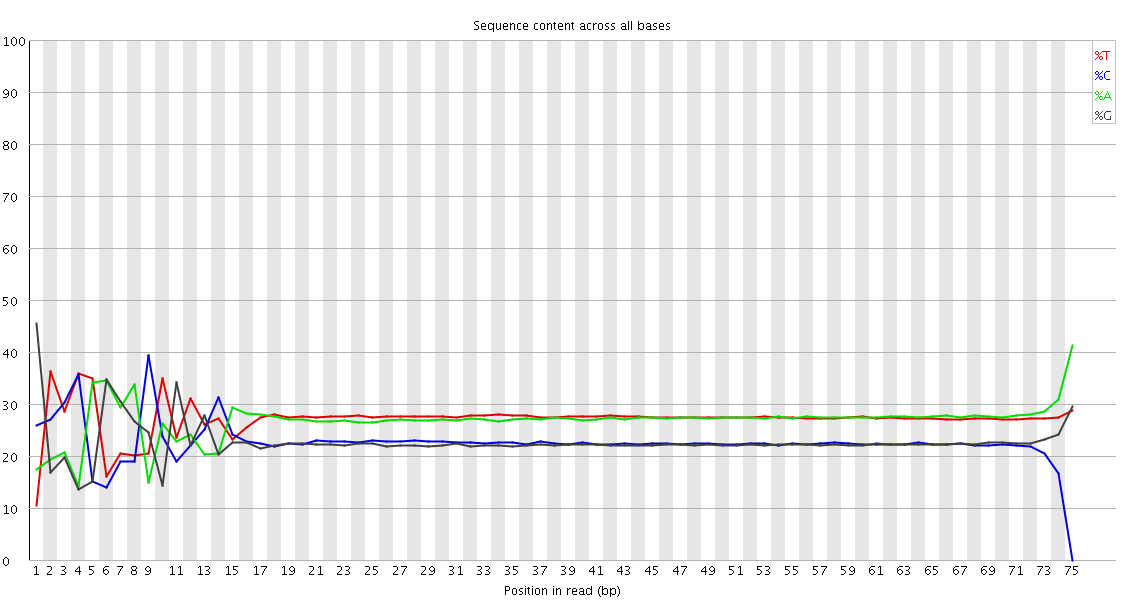 Sequence content across all bases
100
90
80
70
60
50
40
30
20
10
0
%T
%C
%A
%G
1 2 3 4 5 6 7 8 9 11 13 15 17 19 21 23 25 27 29 31 33 35 37 39 41 43 45 47 49 51 53 55 57 59 61 63 65 67 69 71 73 75
Position in read (bp)